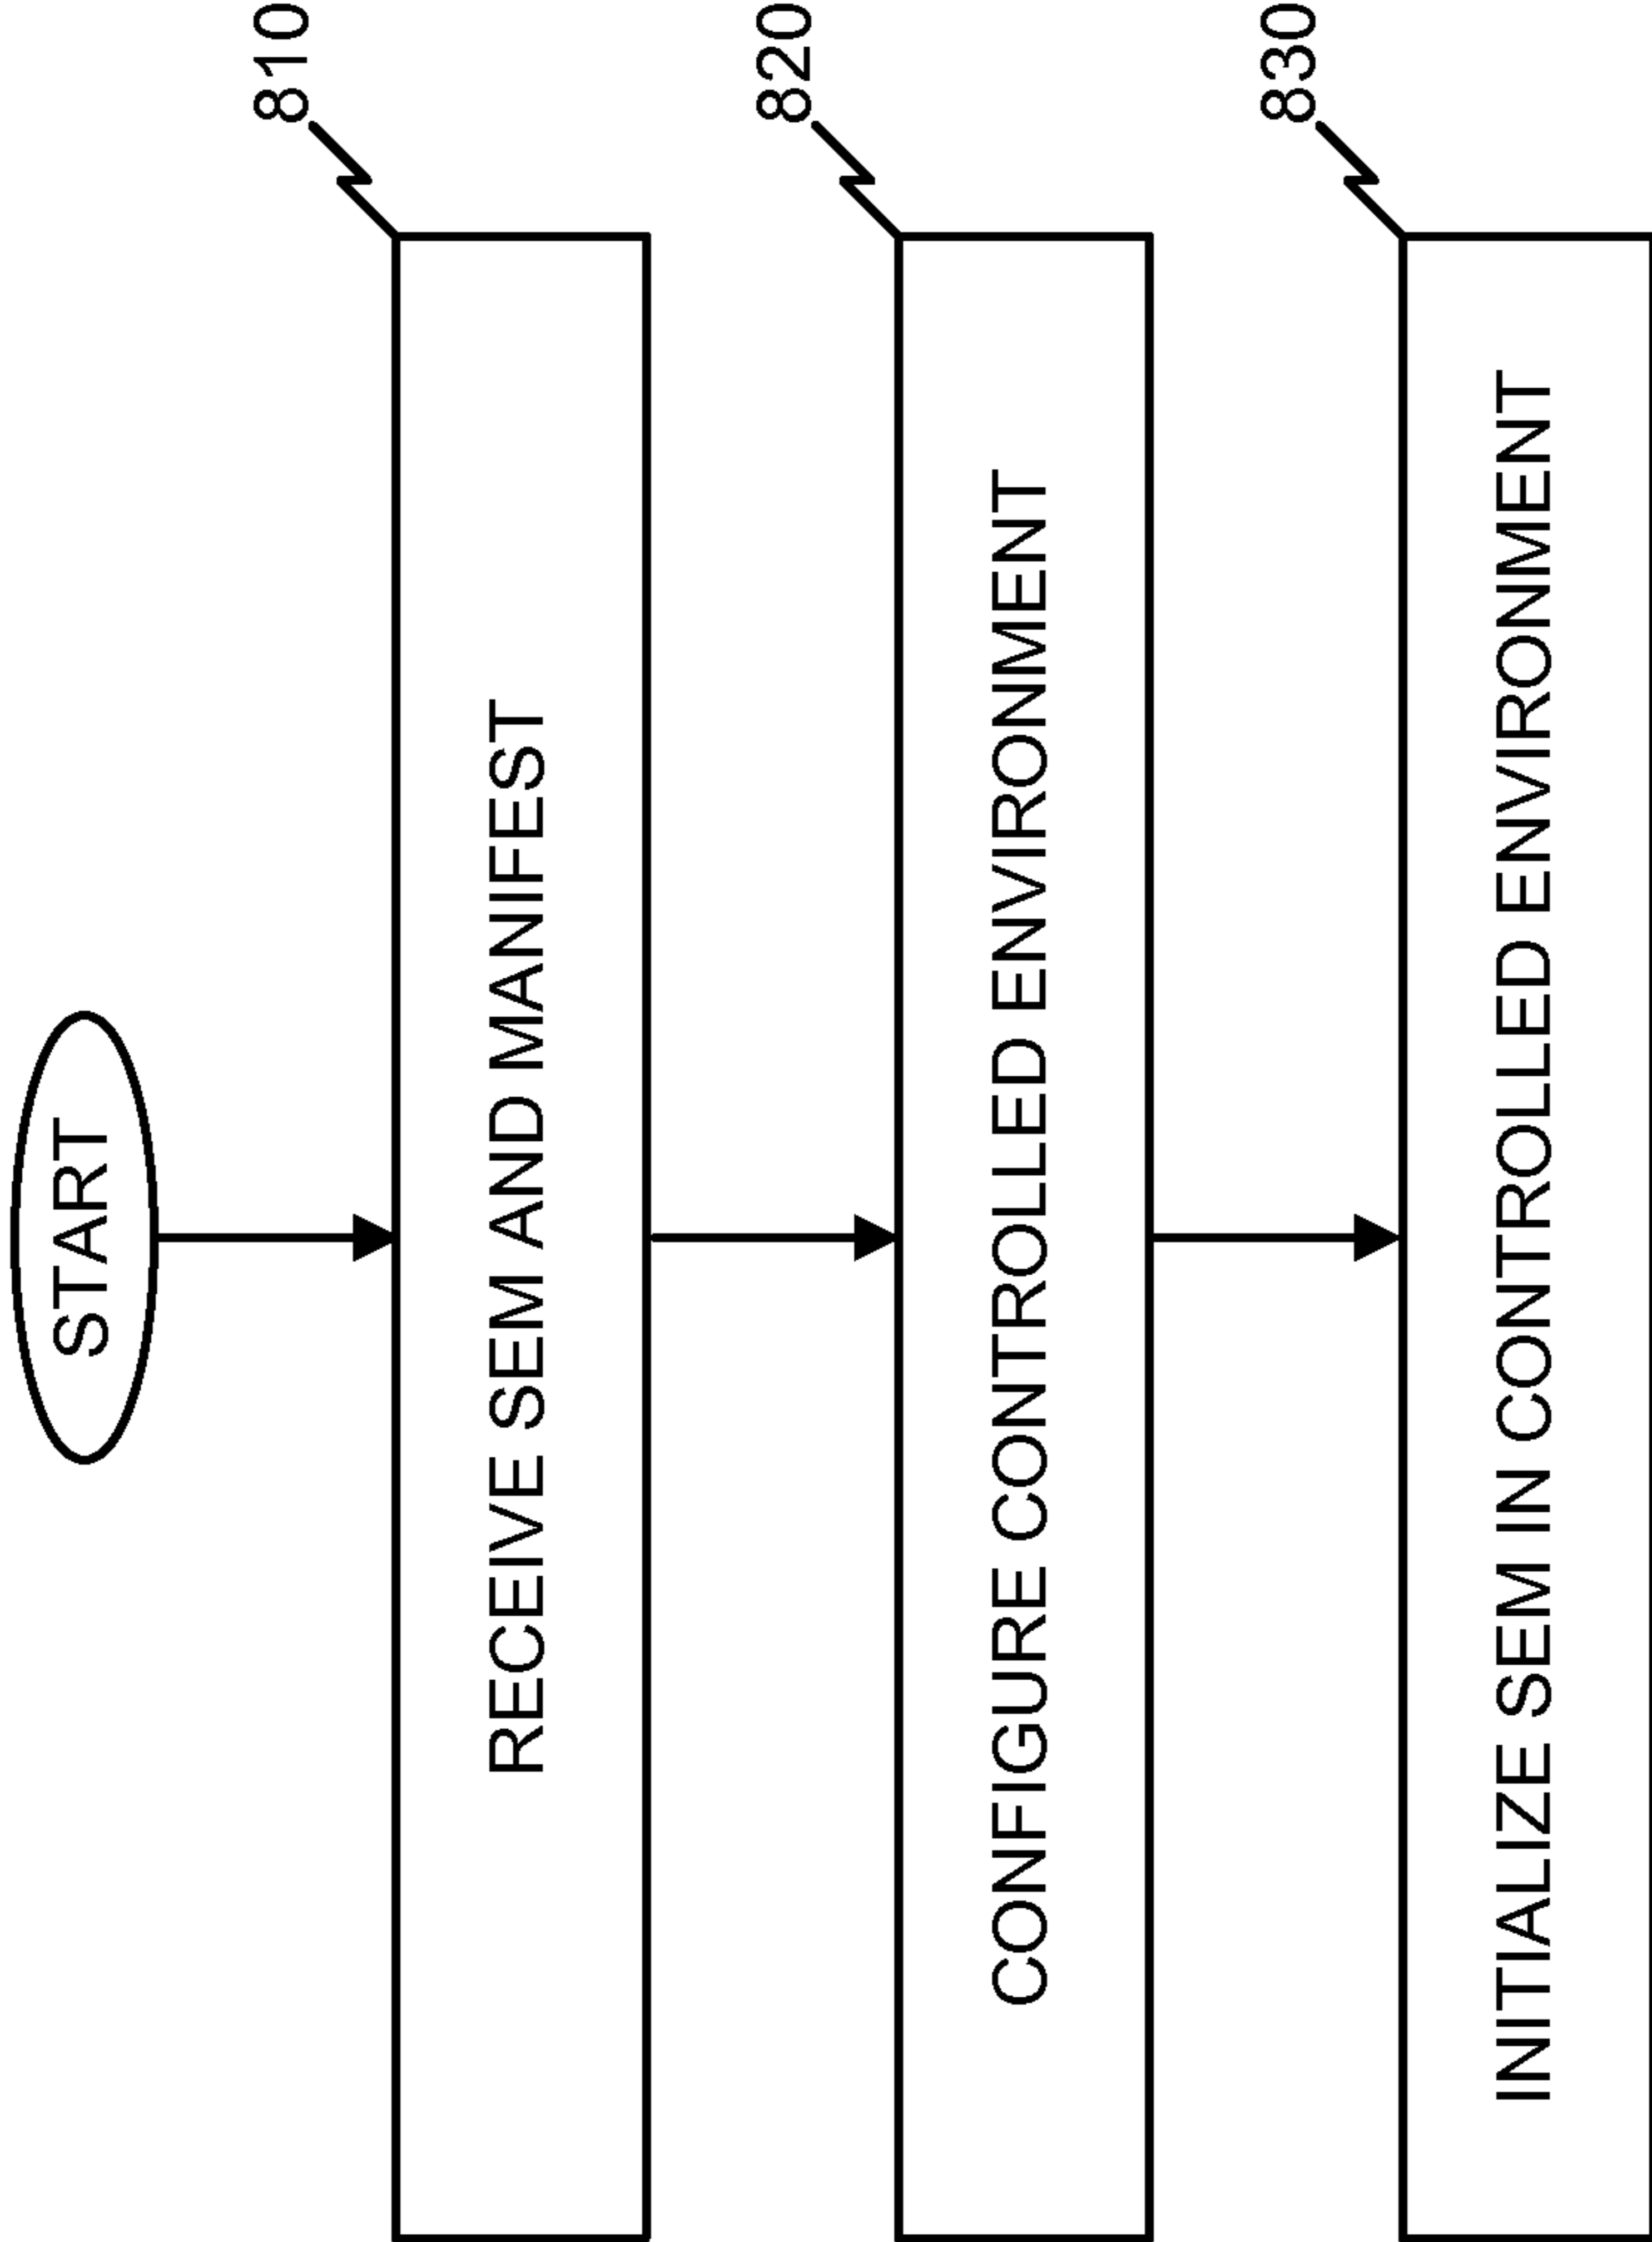 START
810
RECEIVE SEM AND MANIFEST
820
CONFIGURE CONTROLLED ENVIRONMENT
830
INITIALIZE SEM IN CONTROLLED ENVIRONMENT